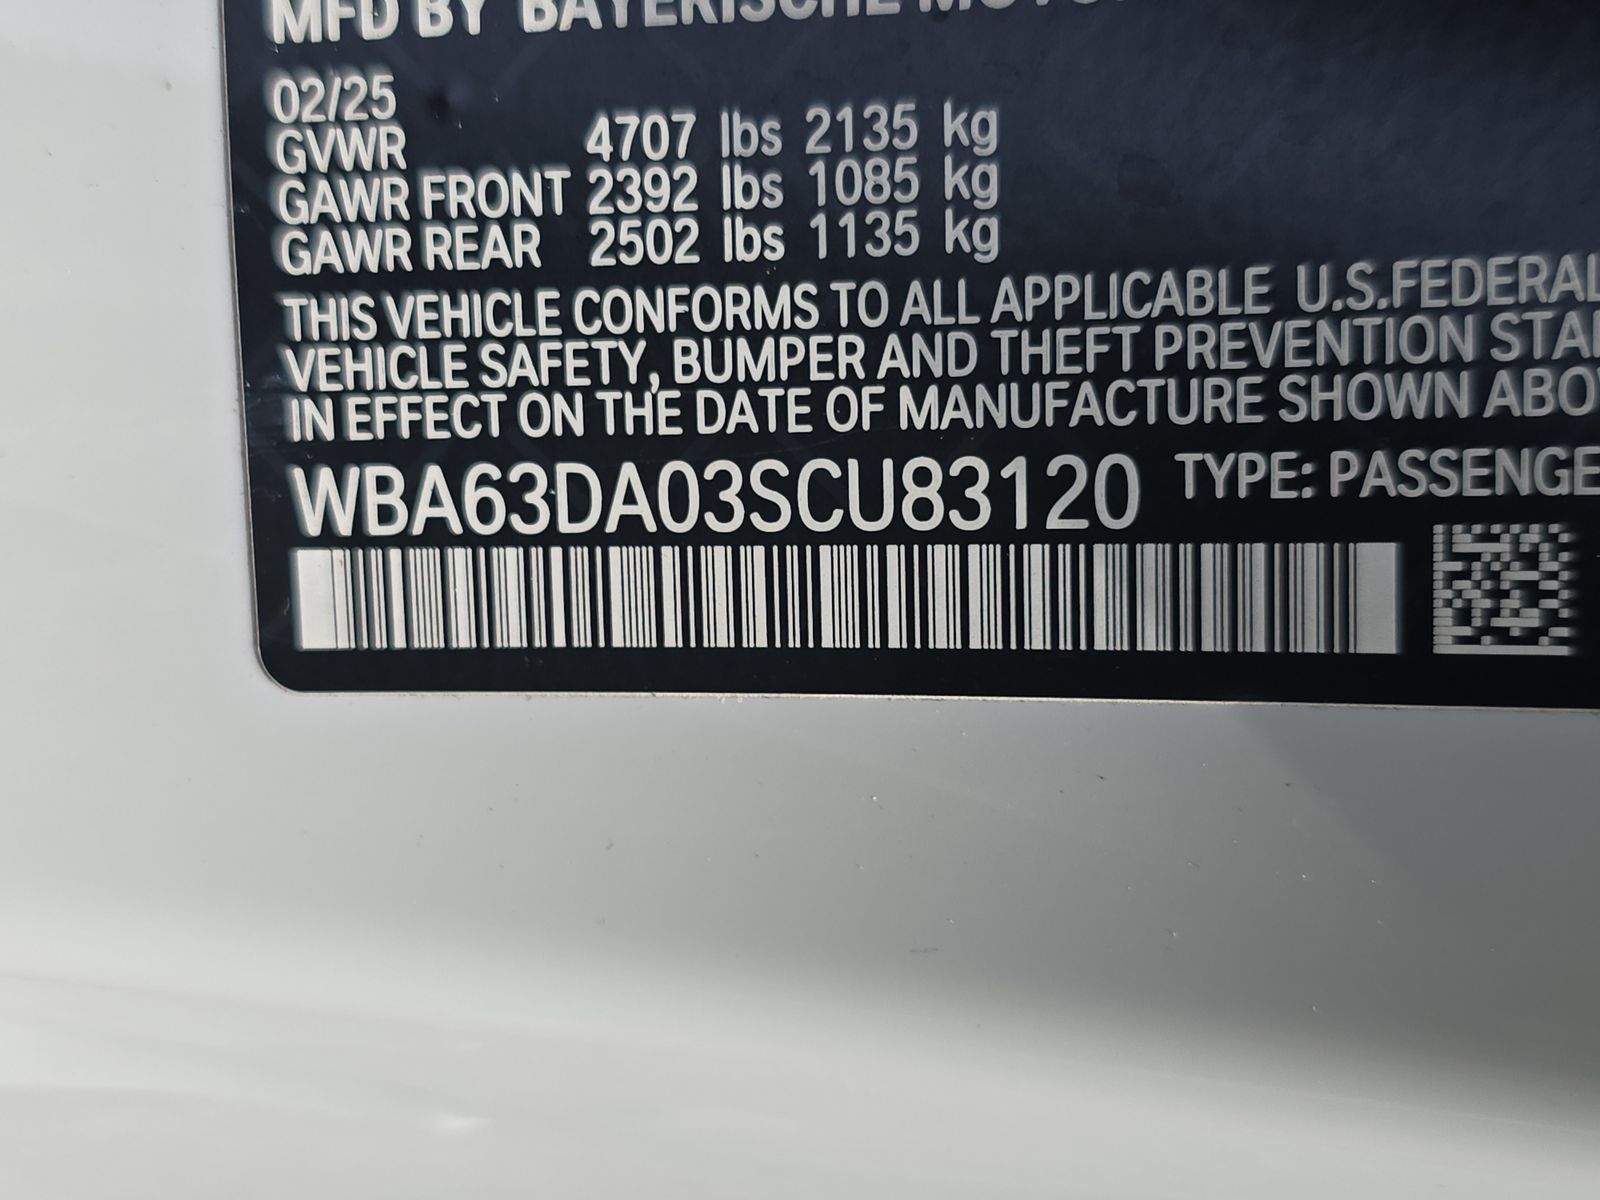 MFD BY BAYERISCHE
02/25
GVWR 4707 lbs 2135 kg
GAWR FRONT 2392 lbs 1085 kg
GAWR REAR 2502 lbs 1135 kg
THIS VEHICLE CONFORMS TO ALL APPLICABLE U.S.FEDERAL
VEHICLE SAFETY, BUMPER AND THEFT PREVENTION
IN EFFECT ON THE DATE OF MANUFACTURE SHOWN
WBA63DA03SCU83120 TYPE: PASSENGE